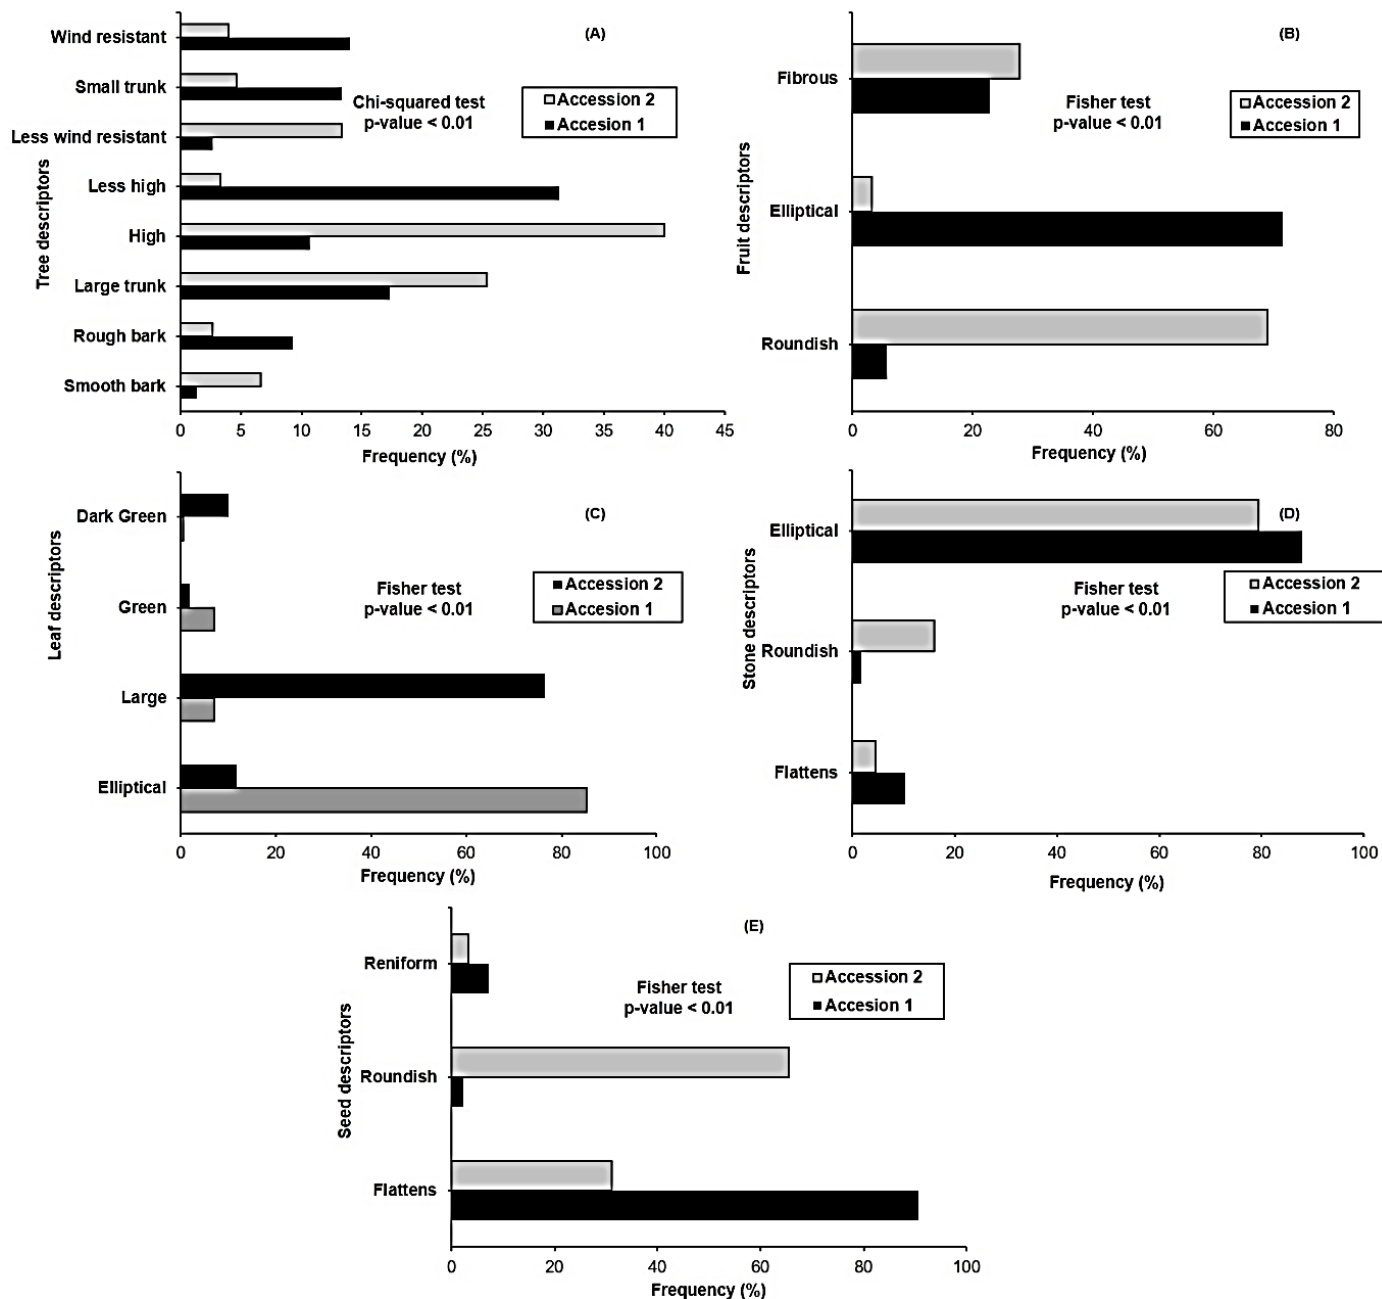 (A)
Tree descriptors
Wind resistant
Small trunk
Less wind resistant
Less high
High
Large trunk
Rough bark
Smooth bark
Chi-squared test
p-value < 0.01
Accession 2
Accesion 1
0 5 10 15 20 25 30 35 40 45
Frequency (%)
(B)
Fruit descriptors
Fibrous
Elliptical
Roundish
Fisher test
p-value < 0.01
Accession 2
Accesion 1
0 20 40 60 80
Frequency (%)
(C)
Leaf descriptors
Dark Green
Green
Large
Elliptical
Fisher test
p-value < 0.01
Accession 2
Accesion 1
0 20 40 60 80 100
Frequency (%)
(D)
Stone descriptors
Elliptical
Roundish
Flattens
Fisher test
p-value < 0.01
Accession 2
Accesion 1
0 20 40 60 80 100
Frequency (%)
(E)
Seed descriptors
Reniform
Roundish
Flattens
Fisher test
p-value < 0.01
Accession 2
Accesion 1
0 20 40 60 80 100
Frequency (%)